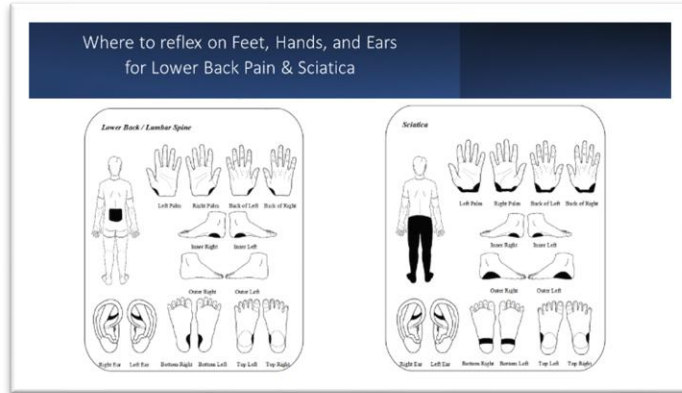 Where to reflex on Feet, Hands, and Ears
for Lower Back Pain & Sciatica
Lower Back / Lumbar Spine
Left Palm Right Palm Back of Left Back of Right
Inner Right Inner Left
Outer Right Outer Left
Right Ear Left Ear Bottom Right Bottom Left Top Left Top Right
Sciatica
Left Palm Right Palm Back of Left Back of Right
Inner Right Inner Left
Outer Right Outer Left
Right Ear Left Ear Bottom Right Bottom Left Top Left Top Right